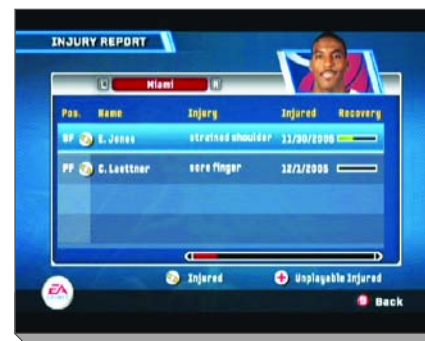 INJURY REPORT
L Miami R
Pos. Name Injury Injured Recovery
SF E. Jones strained shoulder 11/30/2005
PF C. Laettner sore finger 12/1/2005
Injured Unplayable Injured
EA
Back